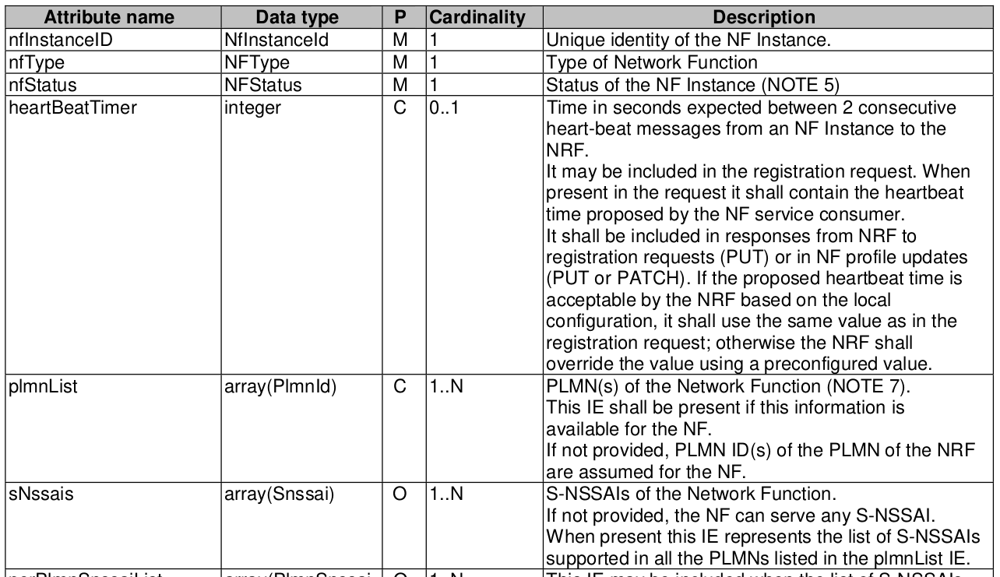 Attribute name Data type P Cardinality Description
nfInstanceID NfInstanceId M 1 Unique identity of the NF Instance.
nfType NFType M 1 Type of Network Function
nfStatus NFStatus M 1 Status of the NF Instance (NOTE 5)
heartBeatTimer integer C 0..1 Time in seconds expected between 2 consecutive
heart-beat messages from an NF Instance to the
NRF.
It may be included in the registration request. When
present in the request it shall contain the heartbeat
time proposed by the NF service consumer.
It shall be included in responses from NRF to
registration requests (PUT) or in NF profile updates
(PUT or PATCH). If the proposed heartbeat time is
acceptable by the NRF based on the local
configuration, it shall use the same value as in the
registration request; otherwise the NRF shall
override the value using a preconfigured value.
plmnList array(PlmnId) C 1..N PLMN(s) of the Network Function (NOTE 7).
This IE shall be present if this information is
available for the NF.
If not provided, PLMN ID(s) of the PLMN of the NRF
are assumed for the NF.
sNssais array(Snssai) O 1..N S-NSSAIs of the Network Function.
If not provided, the NF can serve any S-NSSAI.
When present this IE represents the list of S-NSSAIs
supported in all the PLMNs listed in the plmnList IE.
perPlmnSnssaiList array(PlmnSnssai O 1..N This IE may be included when the list of S-NSSAIs